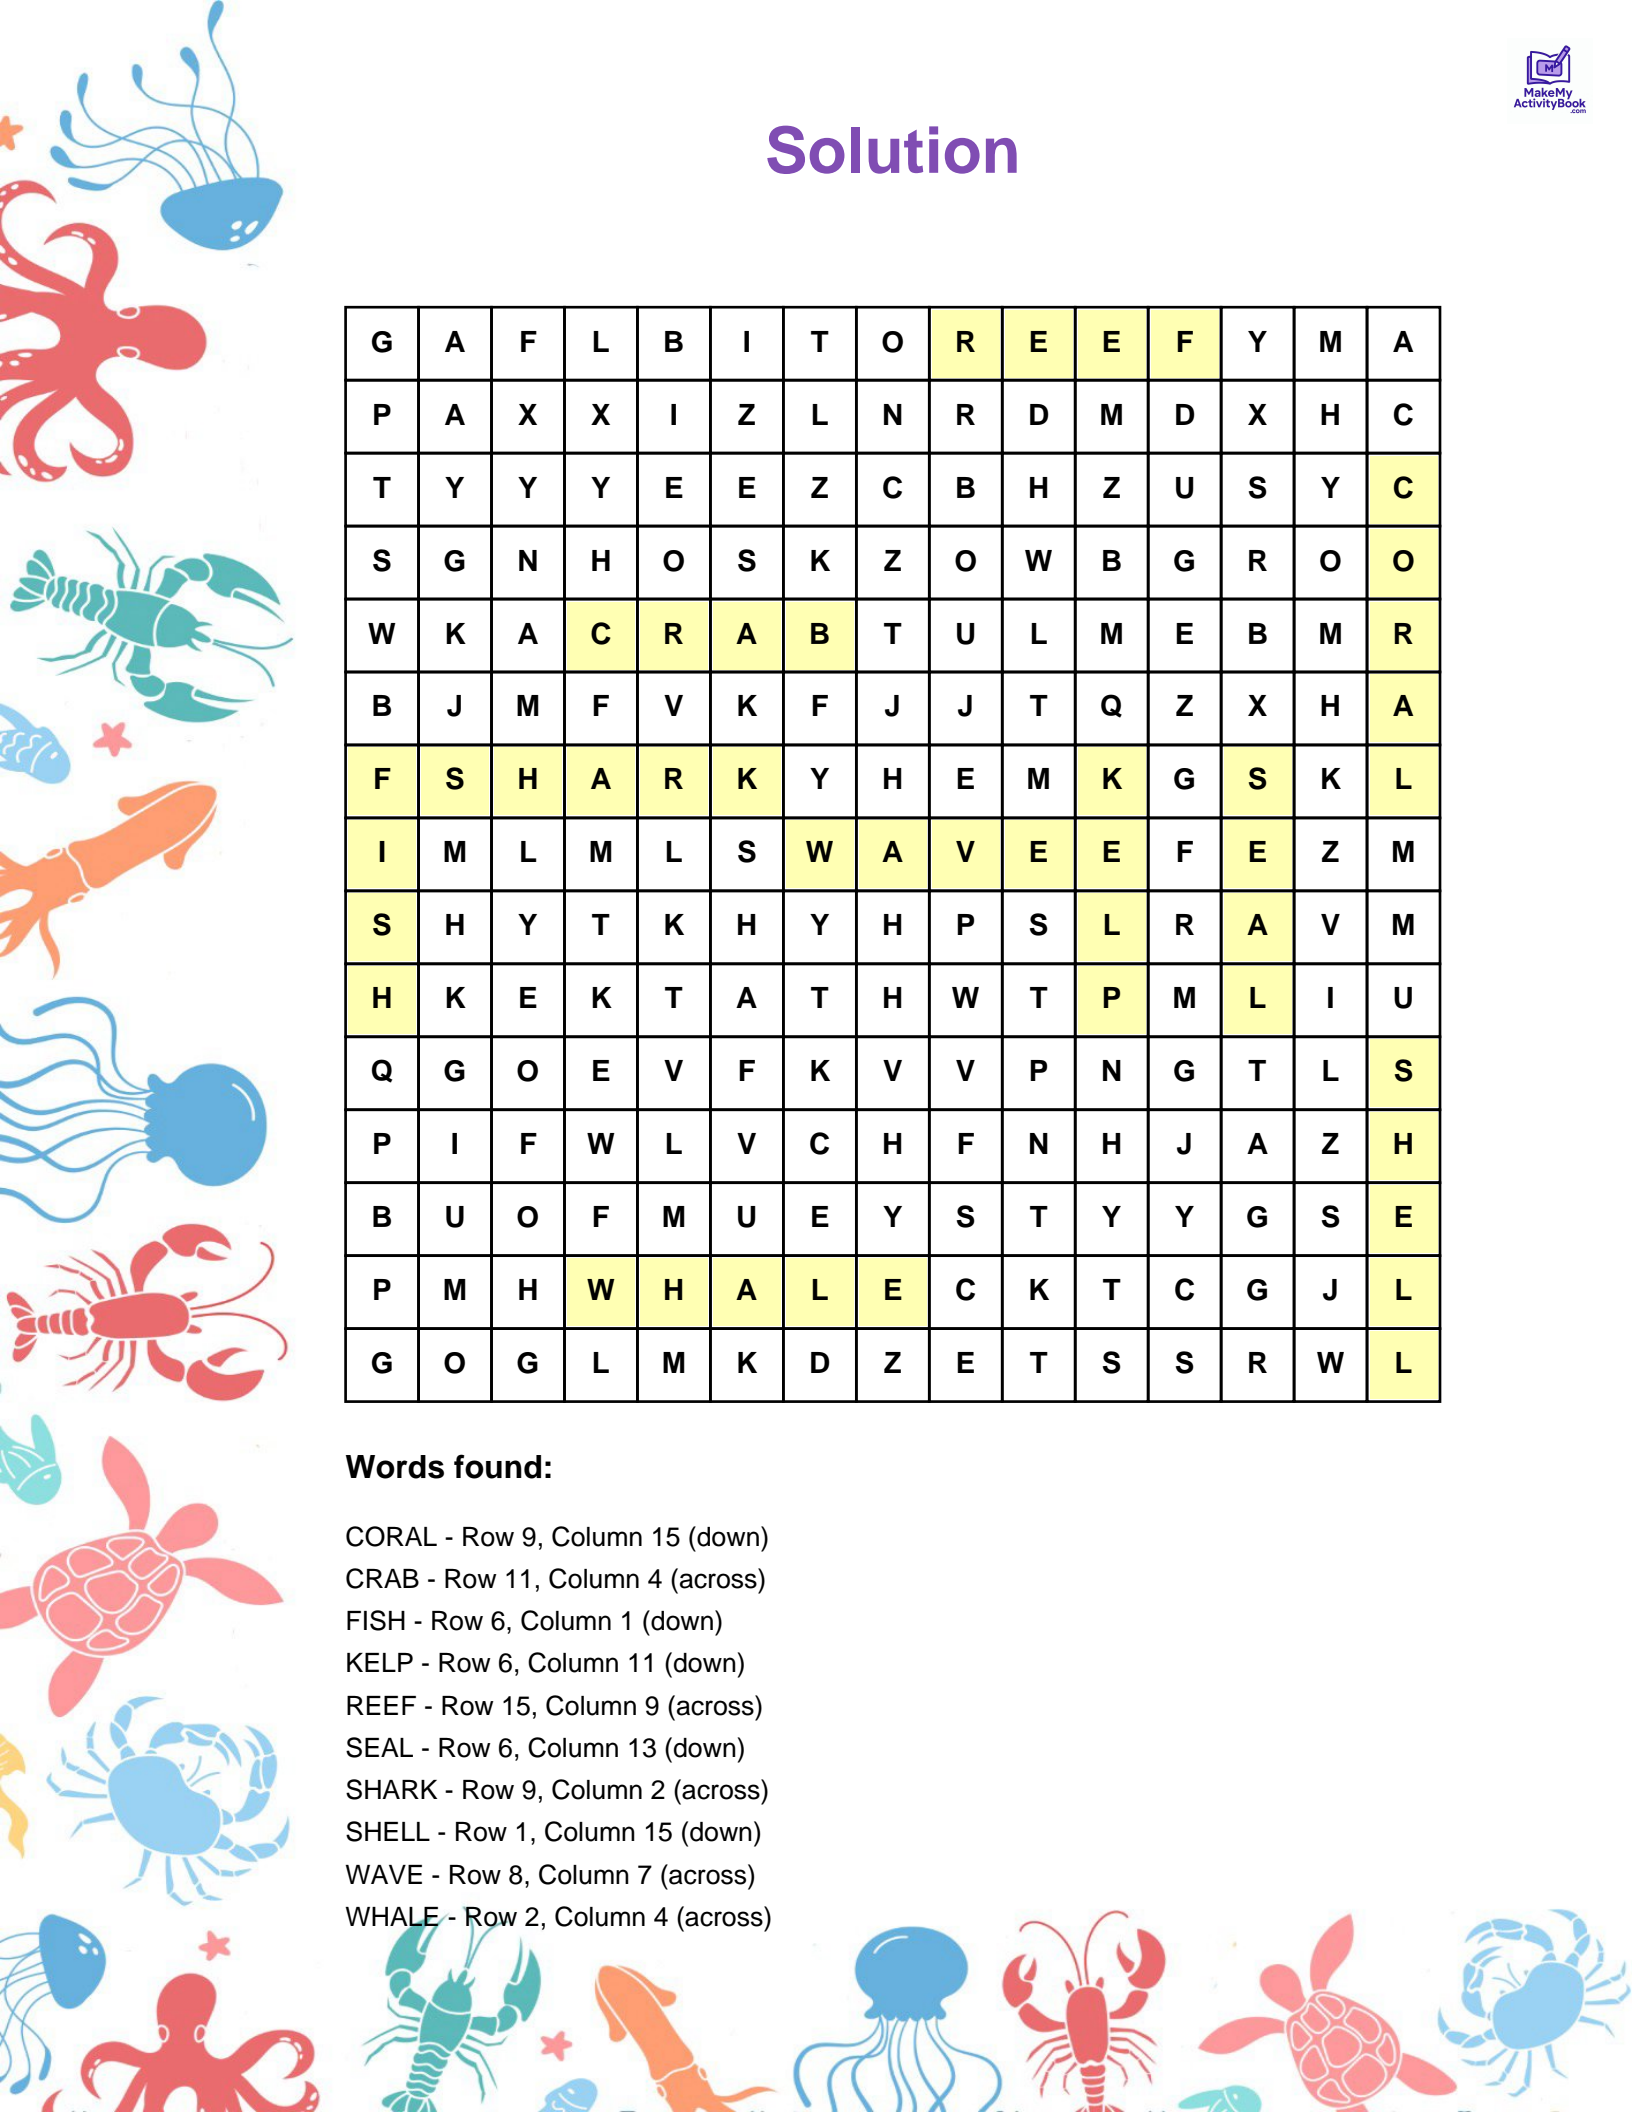 M
MakeMy
ActivityBook
.com
Solution
G A F L B I T O R E E F Y M A
P A X X I Z L N R D M D X H C
T Y Y Y E E Z C B H Z U S Y C
S G N H O S K Z O W B G R O O
W K A C R A B T U L M E B M R
B J M F V K F J J T Q Z X H A
F S H A R K Y H E M K G S K L
I M L M L S W A V E E F E Z M
S H Y T K H Y H P S L R A V M
H K E K T A T H W T P M L I U
Q G O E V F K V V P N G T L S
P I F W L V C H F N H J A Z H
B U O F M U E Y S T Y Y G S E
P M H W H A L E C K T C G J L
G O G L M K D Z E T S S R W L
Words found:
CORAL - Row 9, Column 15 (down)
CRAB - Row 11, Column 4 (across)
FISH - Row 6, Column 1 (down)
KELP - Row 6, Column 11 (down)
REEF - Row 15, Column 9 (across)
SEAL - Row 6, Column 13 (down)
SHARK - Row 9, Column 2 (across)
SHELL - Row 1, Column 15 (down)
WAVE - Row 8, Column 7 (across)
WHALE - Row 2, Column 4 (across)